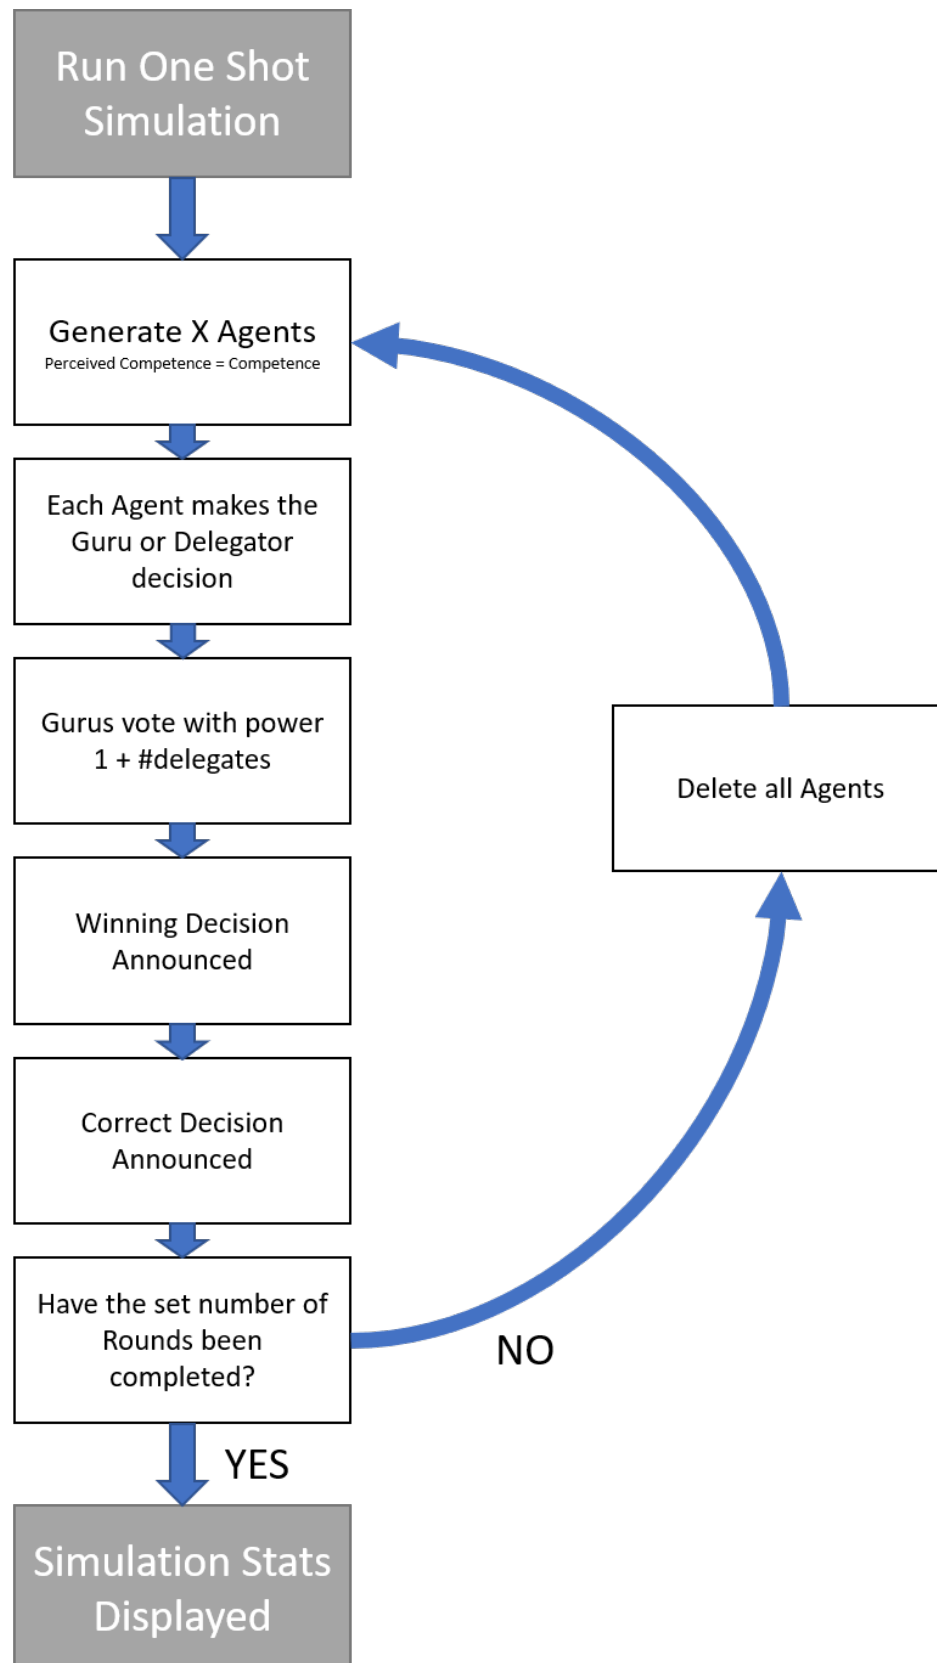 Run One Shot
Simulation
Generate X Agents
Perceived Competence = Competence
Each Agent makes the
Guru or Delegator
decision
Gurus vote with power
1 + #delegates
Winning Decision
Announced
Correct Decision
Announced
Have the set number of
Rounds been
completed?
NO
Delete all Agents
YES
Simulation Stats
Displayed